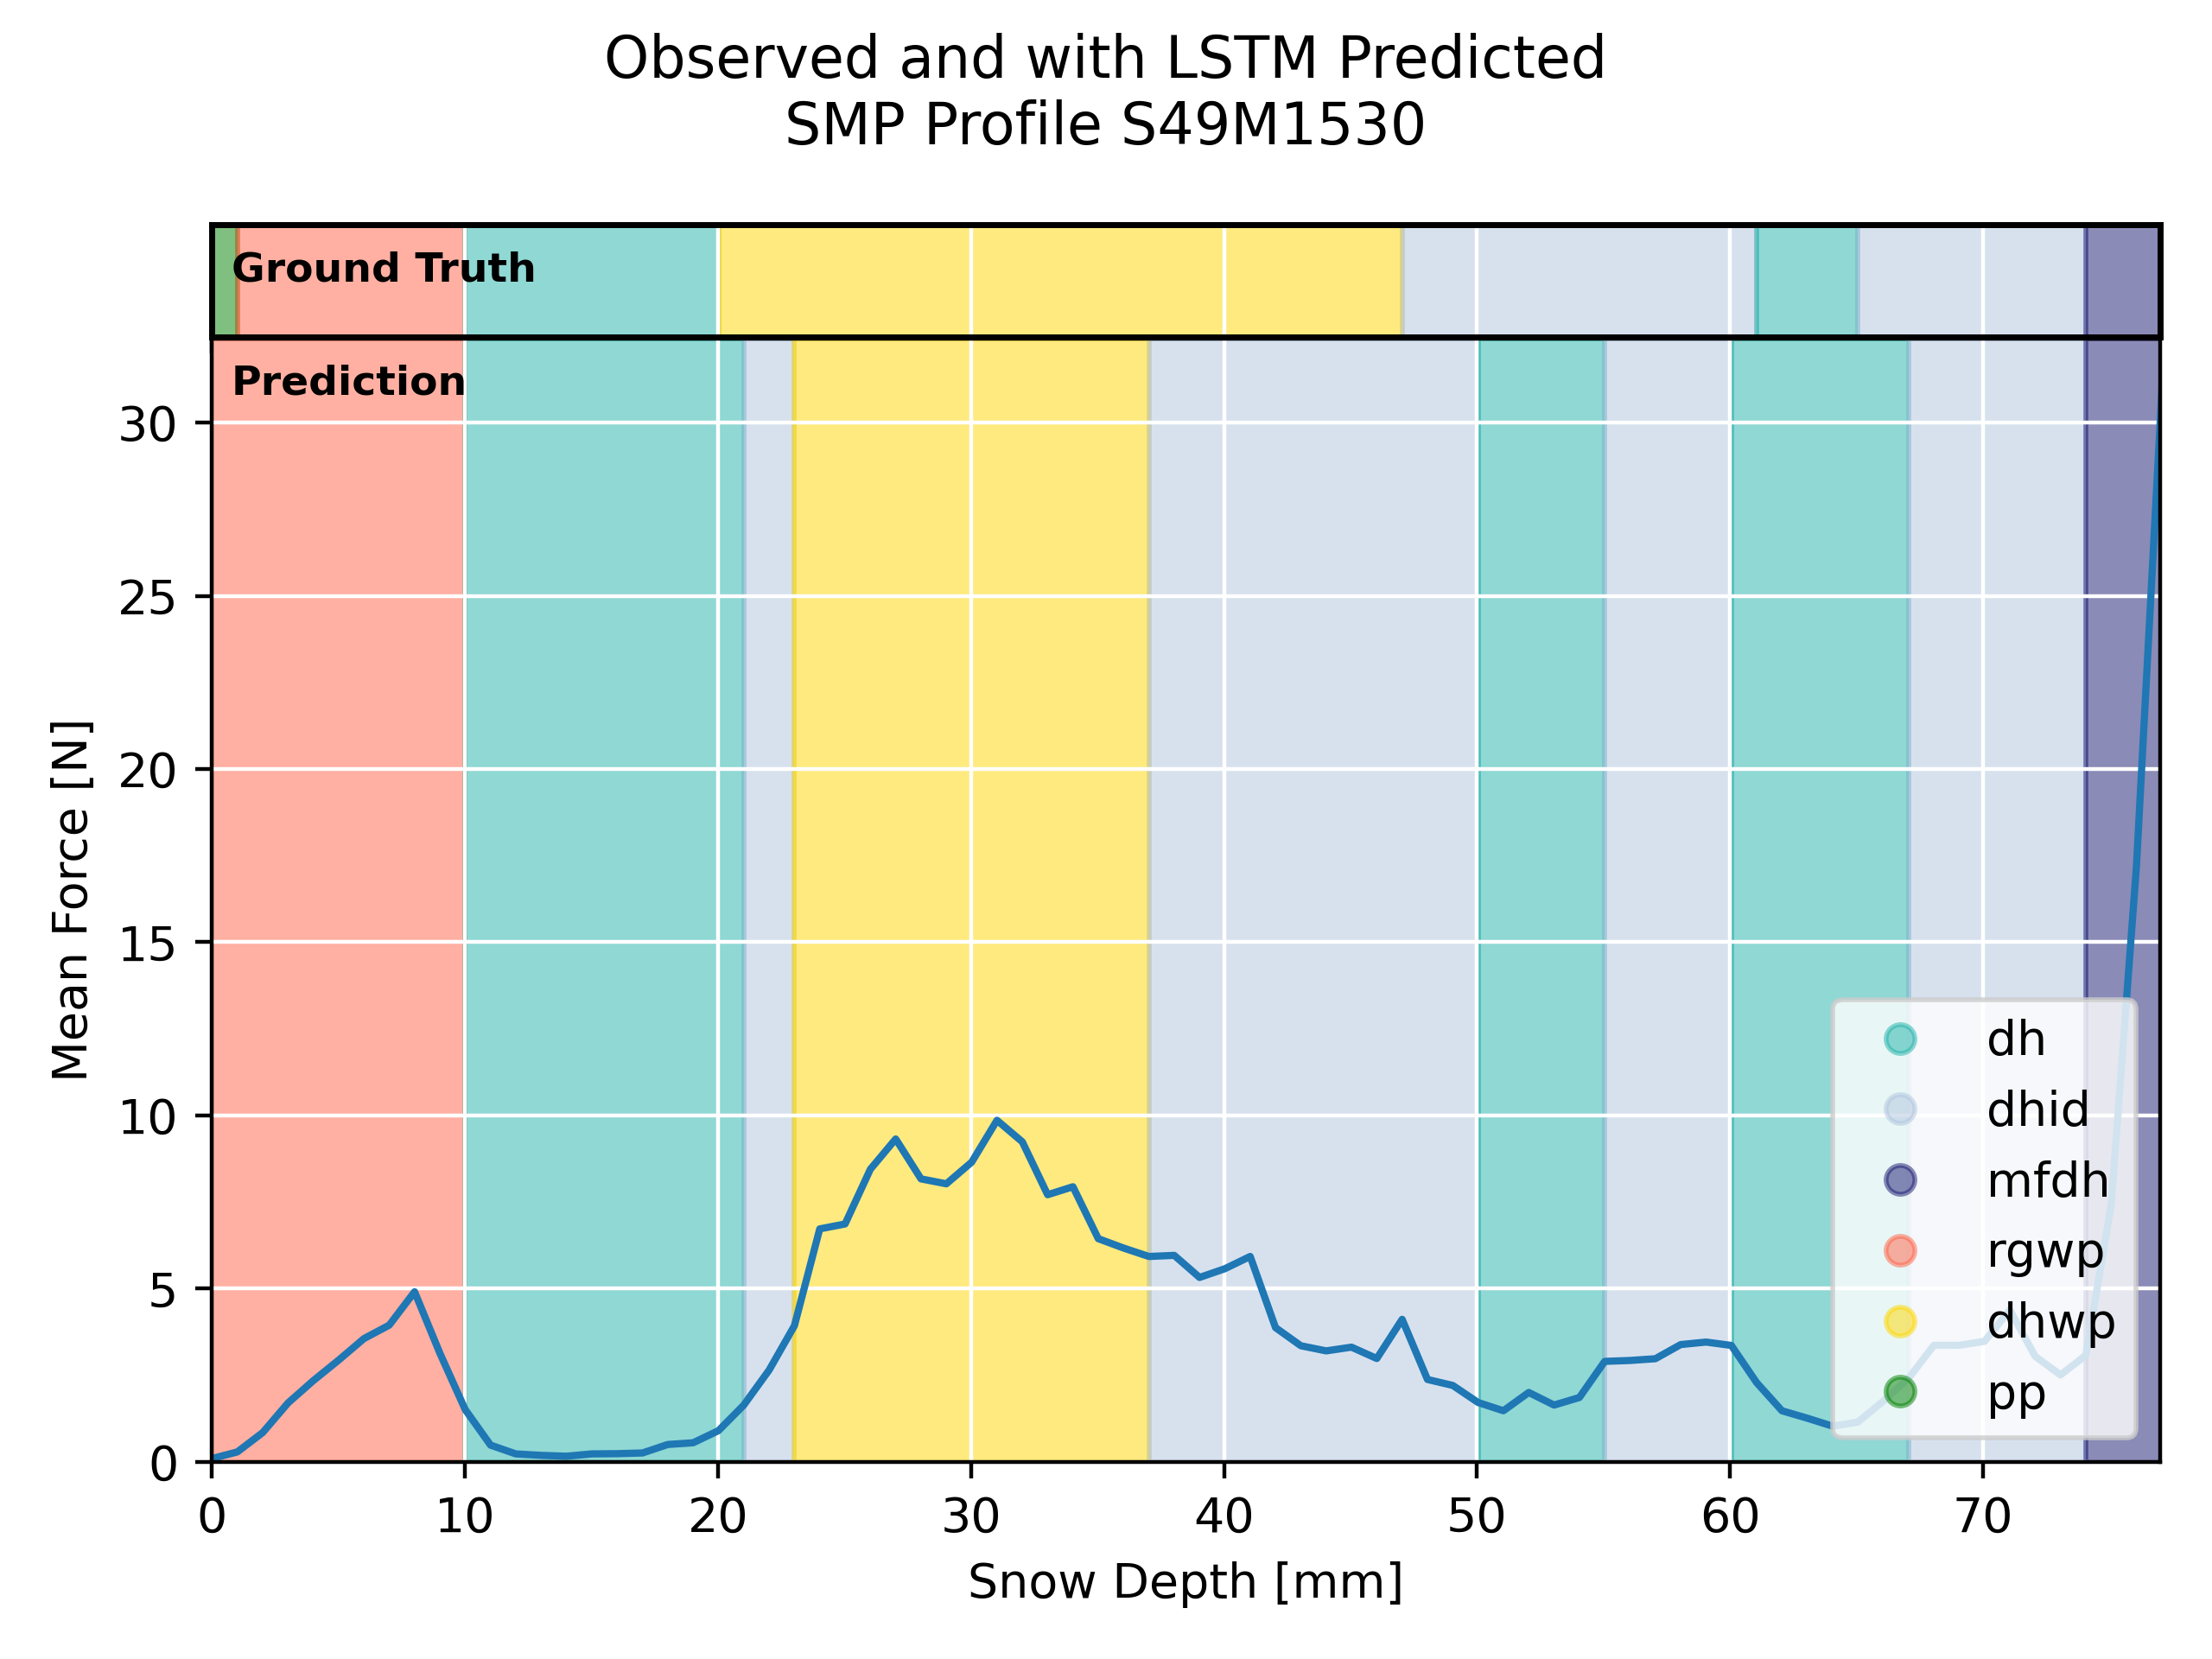 Observed and with LSTM Predicted
SMP Profile S49M1530
Ground Truth
Prediction
30
25
20
15
10
5
0
Mean Force [N]
dh
dhid
mfdh
rgwp
dhwp
pp
0 10 20 30 40 50 60 70
Snow Depth [mm]